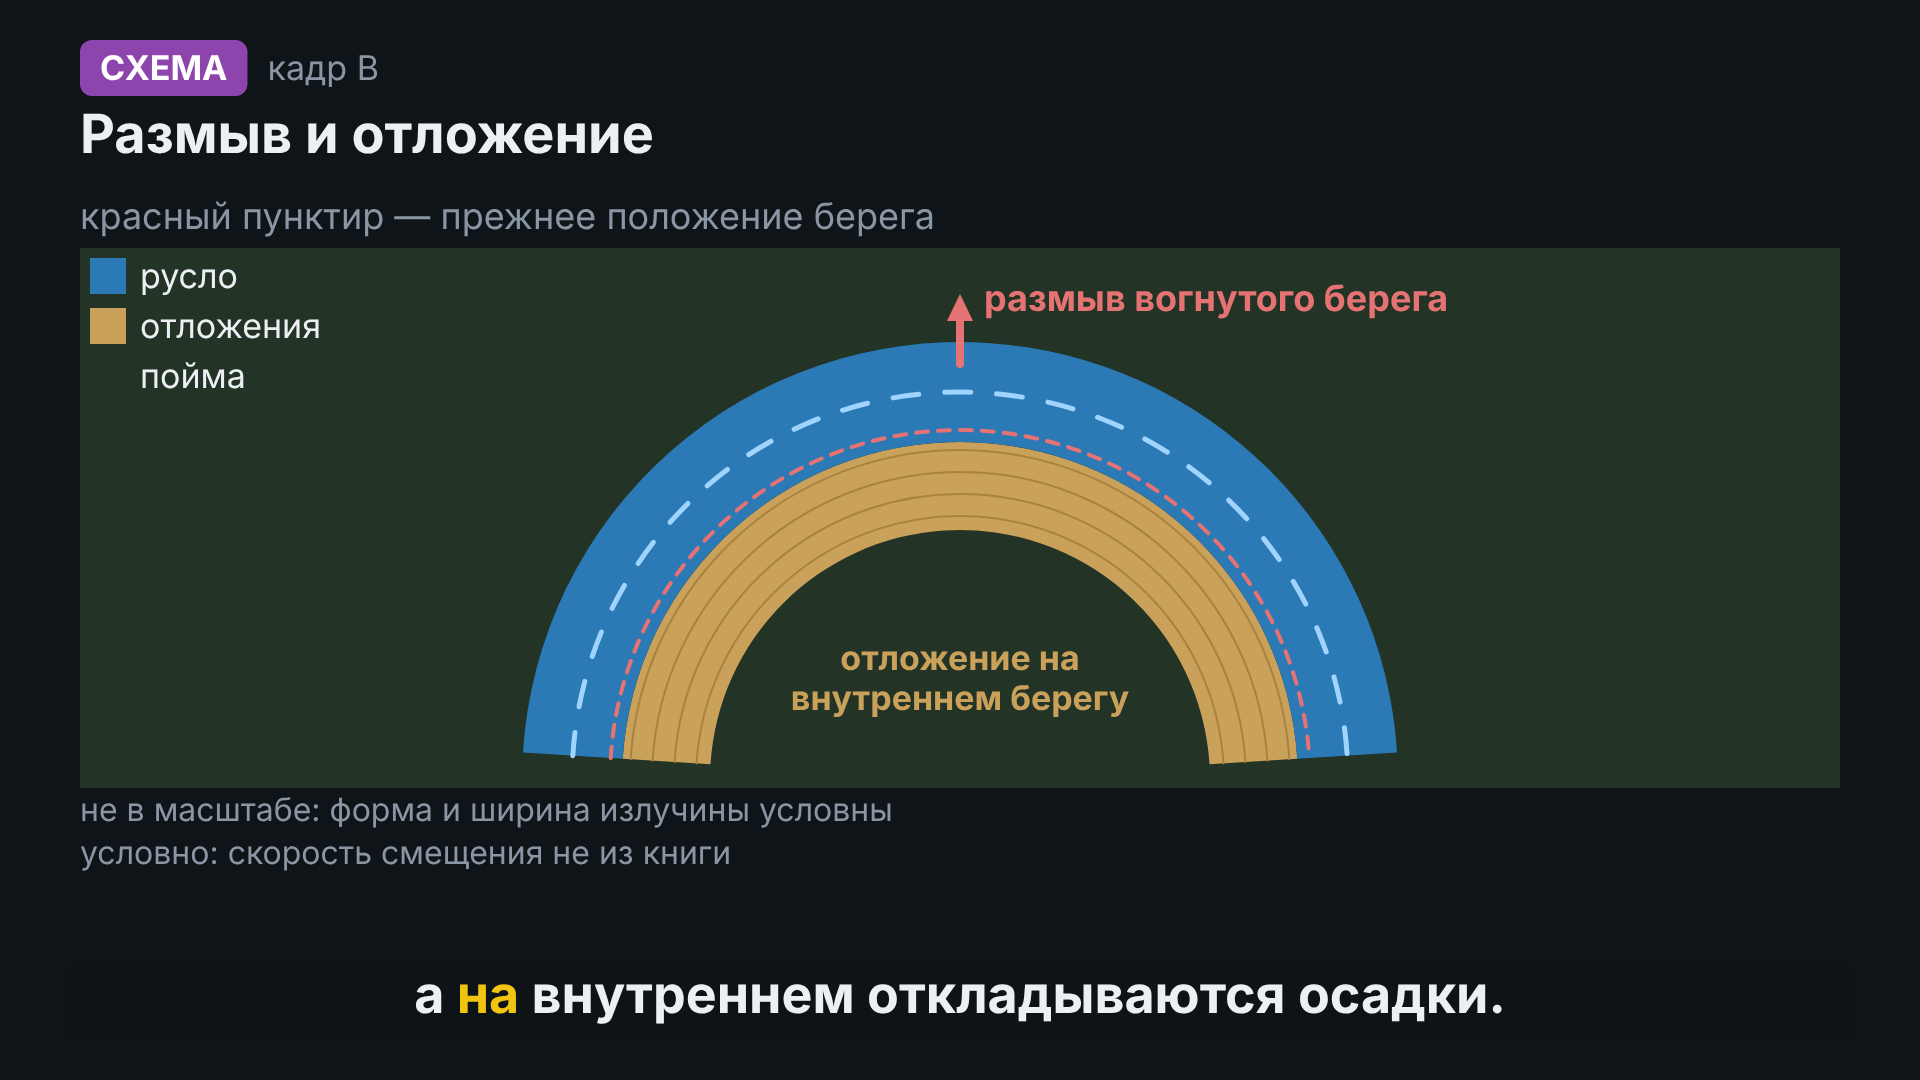 СХЕМА кадр B
Размыв и отложение
красный пунктир — прежнее положение берега
русло
отложения
пойма
размыв вогнутого берега
отложение на
внутреннем берегу
не в масштабе: форма и ширина излучины условны
условно: скорость смещения не из книги
а на внутреннем откладываются осадки.